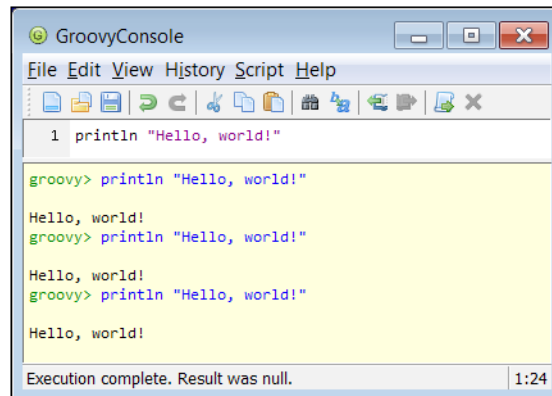 GroovyConsole
File Edit View History Script Help
1 println "Hello, world!"
groovy> println "Hello, world!"
Hello, world!
groovy> println "Hello, world!"
Hello, world!
groovy> println "Hello, world!"
Hello, world!
Execution complete. Result was null. 1:24